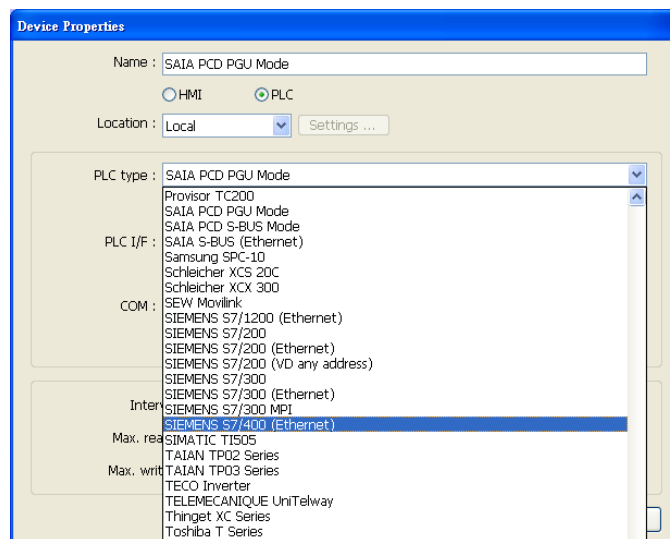 Device Properties
Name : SAIA PCD PGU Mode
HMI PLC
Location : Local Settings ...
PLC type : SAIA PCD PGU Mode
Provisor TC200
SAIA PCD PGU Mode
SAIA PCD S-BUS Mode
PLC I/F : SAIA S-BUS (Ethernet)
Samsung SPC-10
Schleicher XCS 20C
Schleicher XCX 300
COM : SEW Movilink
SIEMENS S7/1200 (Ethernet)
SIEMENS S7/200
SIEMENS S7/200 (Ethernet)
SIEMENS S7/200 (VD any address)
SIEMENS S7/300
SIEMENS S7/300 (Ethernet)
Inter SIEMENS S7/300 MPI
SIEMENS S7/400 (Ethernet)
Max. rea SIMATIC TI505
TAIAN TP02 Series
Max. writ TAIAN TP03 Series
TECO Inverter
TELEMECANIQUE UniTelway
Thinget XC Series
Toshiba T Series